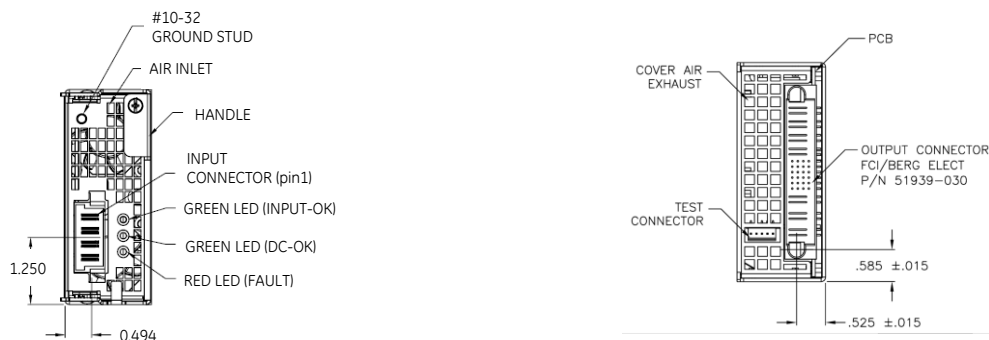 #10-32
GROUND STUD
AIR INLET
HANDLE
INPUT
CONNECTOR (pin1)
GREEN LED (INPUT-OK)
GREEN LED (DC-OK)
RED LED (FAULT)
1.250
0.494
PCB
COVER AIR
EXHAUST
OUTPUT CONNECTOR
FCI/BERG ELECT
P/N 51939-030
TEST
CONNECTOR
.585 ±.015
.525 ±.015